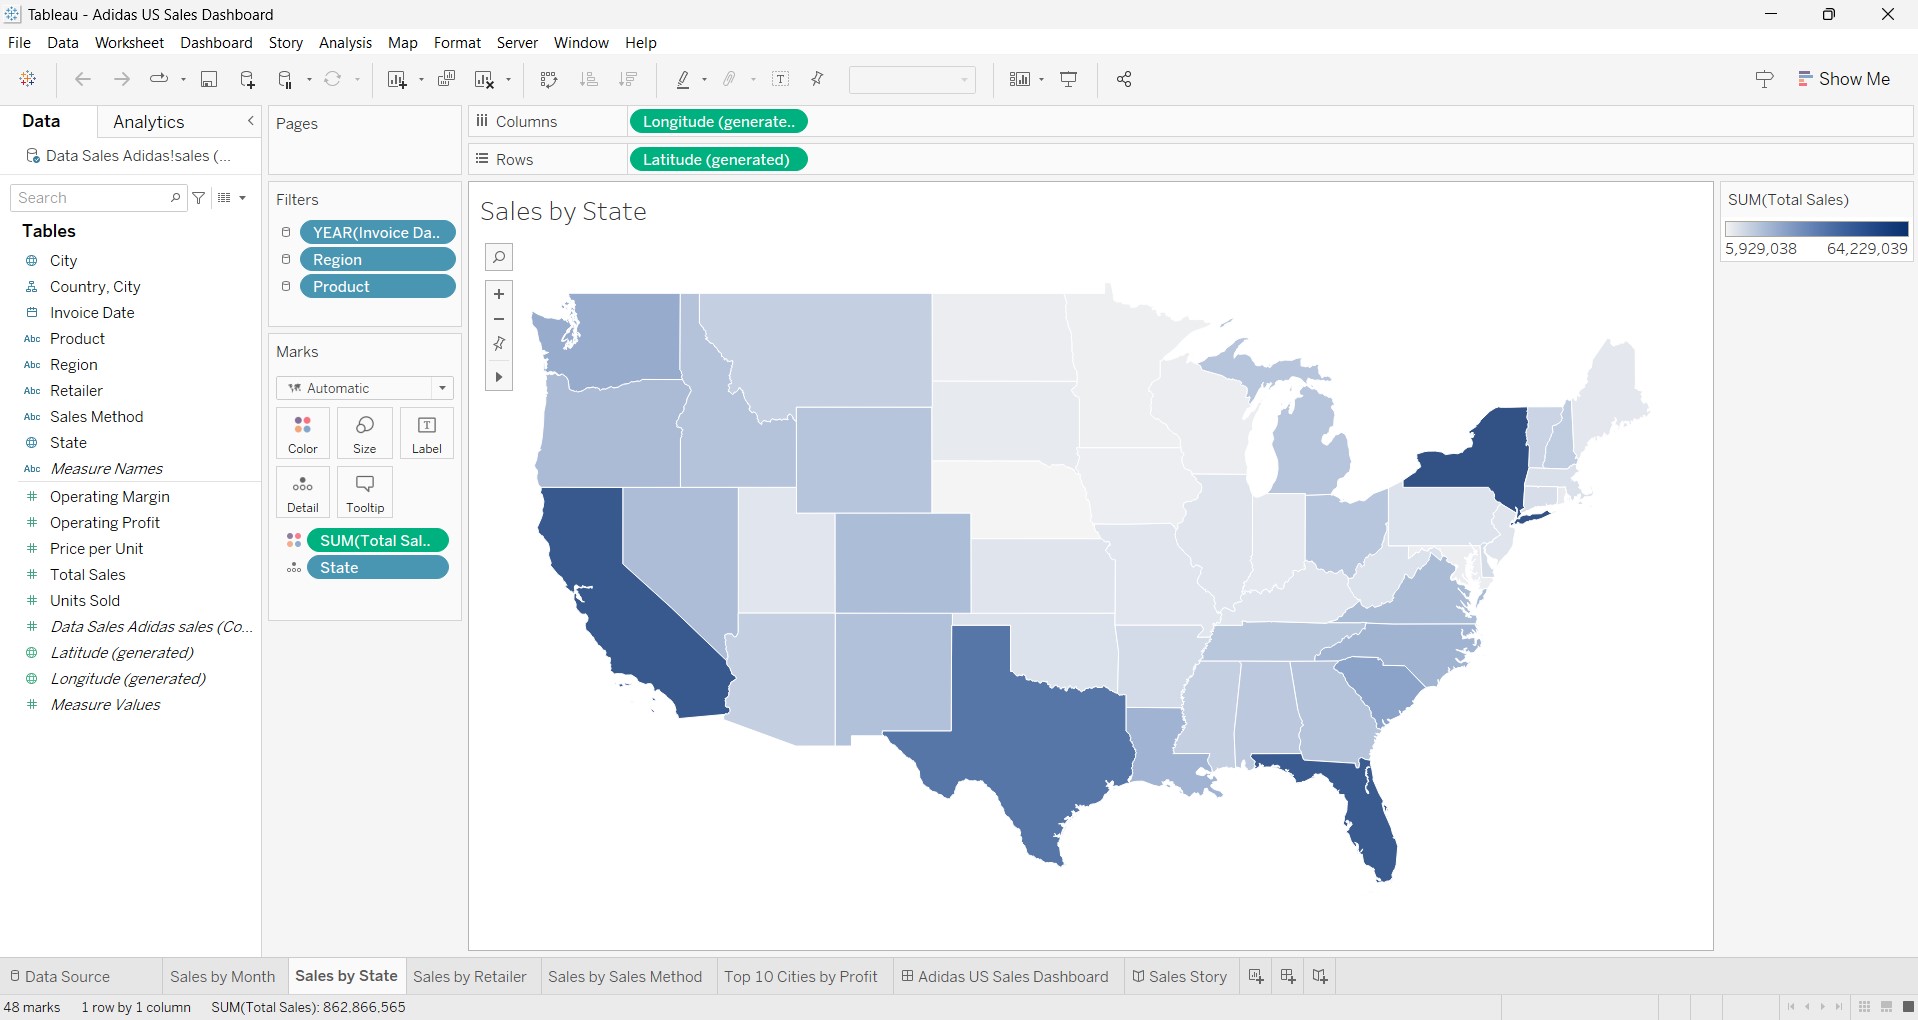 Tableau - Adidas US Sales Dashboard
File Data Worksheet Dashboard Story Analysis Map Format Server Window Help
Show Me
Data Analytics
Data Sales Adidas!sales (...
Search
Tables
City
Country, City
Invoice Date
Abc Product
Abc Region
Abc Retailer
Abc Sales Method
State
Abc Measure Names
Operating Margin
Operating Profit
Price per Unit
Total Sales
Units Sold
Data Sales Adidas sales (Co...
Latitude (generated)
Longitude (generated)
Measure Values
Pages
Filters
YEAR(Invoice Da..
Region
Product
Marks
Automatic
Color Size Label
Detail Tooltip
SUM(Total Sal..
State
Columns Longitude (generate..
Rows Latitude (generated)
Sales by State
SUM(Total Sales)
5,929,038 64,229,039
Data Source Sales by Month Sales by State Sales by Retailer Sales by Sales Method Top 10 Cities by Profit Adidas US Sales Dashboard Sales Story
48 marks 1 row by 1 column SUM(Total Sales): 862,866,565